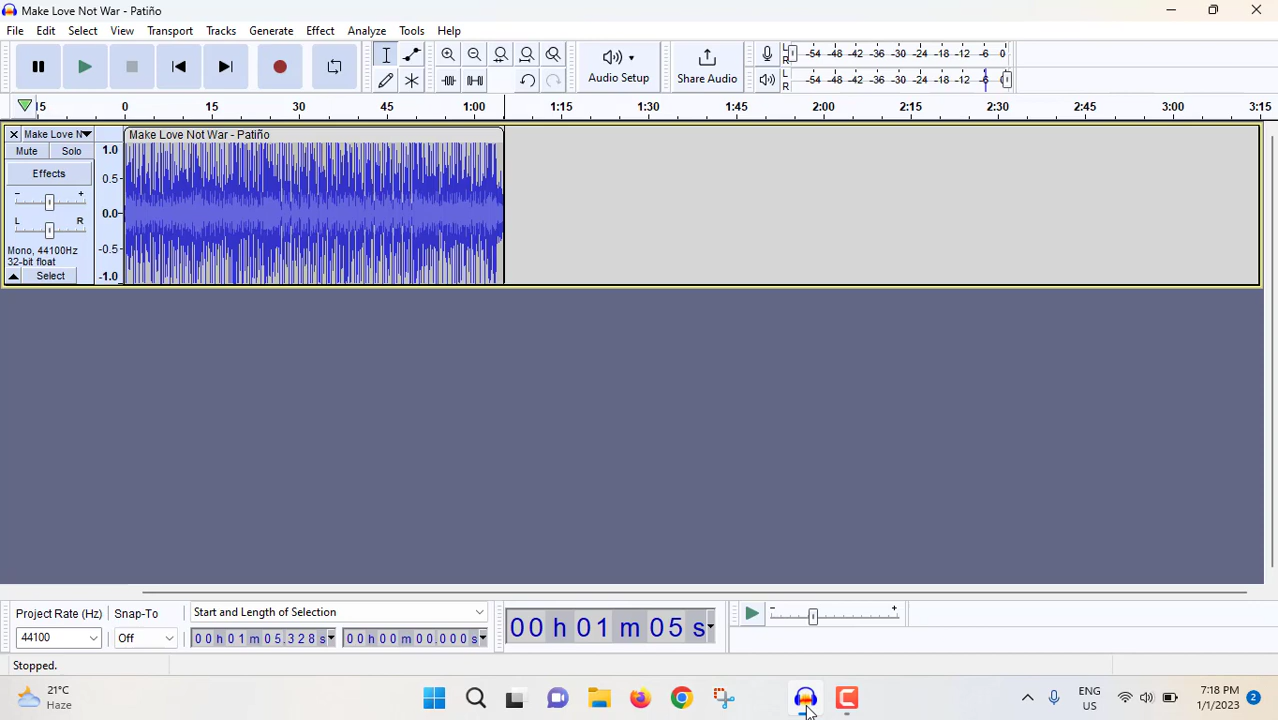 Make Love Not War - Patiño
File Edit Select View Transport Tracks Generate Effect Analyze Tools Help
Audio Setup
Share Audio
L
R
-54 -48 -42 -36 -30 -24 -18 -12 -6 0
L
R
-54 -48 -42 -36 -30 -24 -18 -12 -6 0
15 0 15 30 45 1:00 1:15 1:30 1:45 2:00 2:15 2:30 2:45 3:00 3:15
Make Love N
Make Love Not War - Patiño
Mute Solo
Effects
- +
L R
Mono, 44100Hz
32-bit float
Select
1.0
0.5
0.0
-0.5
-1.0
Project Rate (Hz) Snap-To Start and Length of Selection
44100 Off 00 h 01 m 05.328 s 00 h 00 m 00.000 s
00 h 01 m 05 s
- +
Stopped.
21°C
Haze
ENG
US
7:18 PM
1/1/2023
2